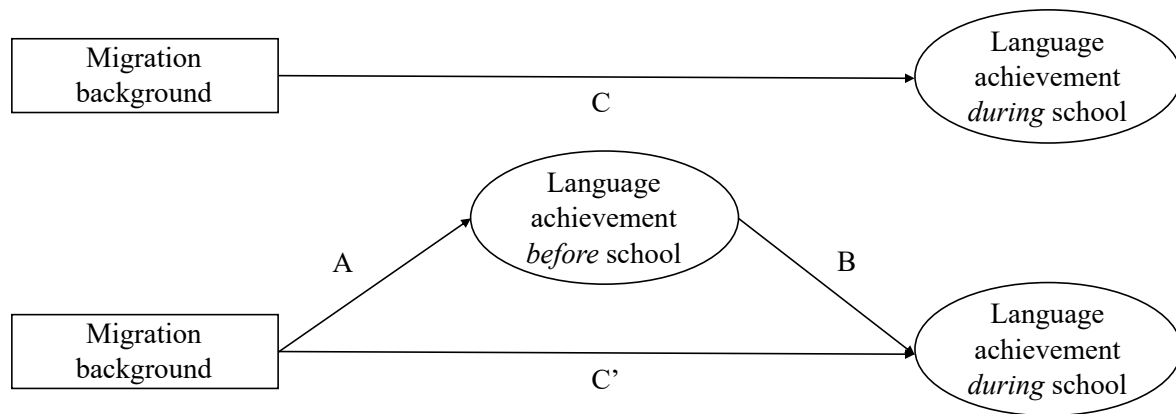 Migration
background
C
Language
achievement
during school
Language
achievement
before school
A
B
Migration
background
C’
Language
achievement
during school